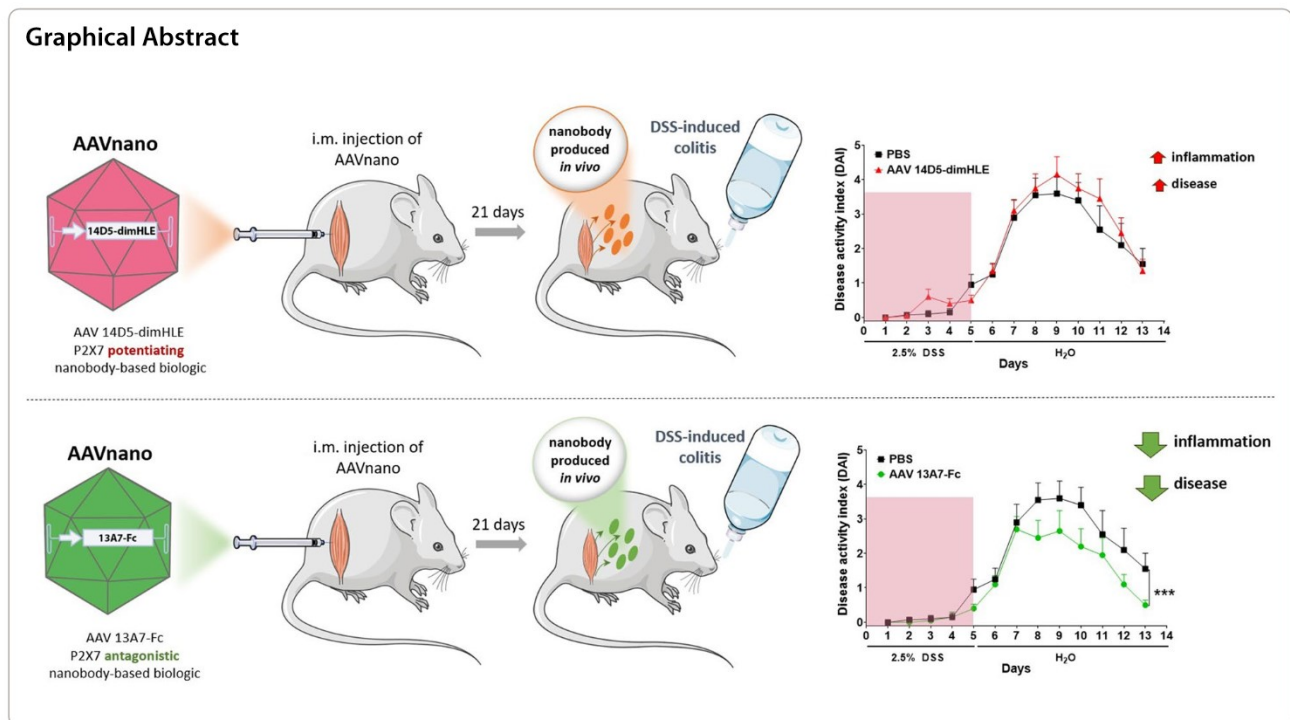 Graphical Abstract
AAVnano
14D5-dimHLE
AAV 14D5-dimHLE
P2X7 potentiating
nanobody-based biologic
i.m. injection of
AAVnano
21 days
nanobody
produced
in vivo
DSS-induced
colitis
Disease activity index (DAI)
5
4
3
2
1
0
PBS
AAV 14D5-dimHLE
0 1 2 3 4 5 6 7 8 9 10 11 12 13 14
2.5% DSS
H₂O
Days
inflammation
disease
AAVnano
13A7-Fc
AAV 13A7-Fc
P2X7 antagonistic
nanobody-based biologic
i.m. injection of
AAVnano
21 days
nanobody
produced
in vivo
DSS-induced
colitis
Disease activity index (DAI)
5
4
3
2
1
0
PBS
AAV 13A7-Fc
***
0 1 2 3 4 5 6 7 8 9 10 11 12 13 14
2.5% DSS
H₂O
Days
inflammation
disease